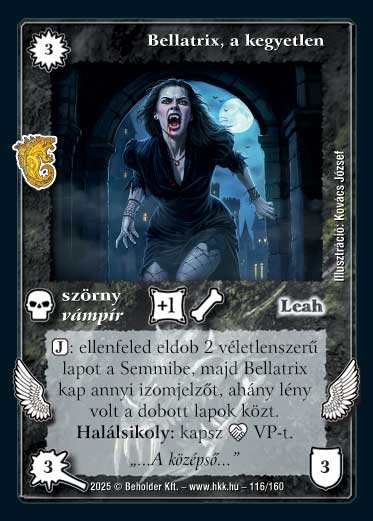 3
Bellatrix, a kegyetlen
Illusztráció: Kovács József
szörny
vámpír
+1
Leah
J: ellenfeled eldob 2 véletlenszerű
lapot a Semmibe, majd Bellatrix
kap annyi izomjelzőt, ahány lény
volt a dobott lapok közt.
Halálsikoly: kapsz VP-t.
„...A középső...”
3
3
2025 © Beholder Kft. – www.hkk.hu – 116/160